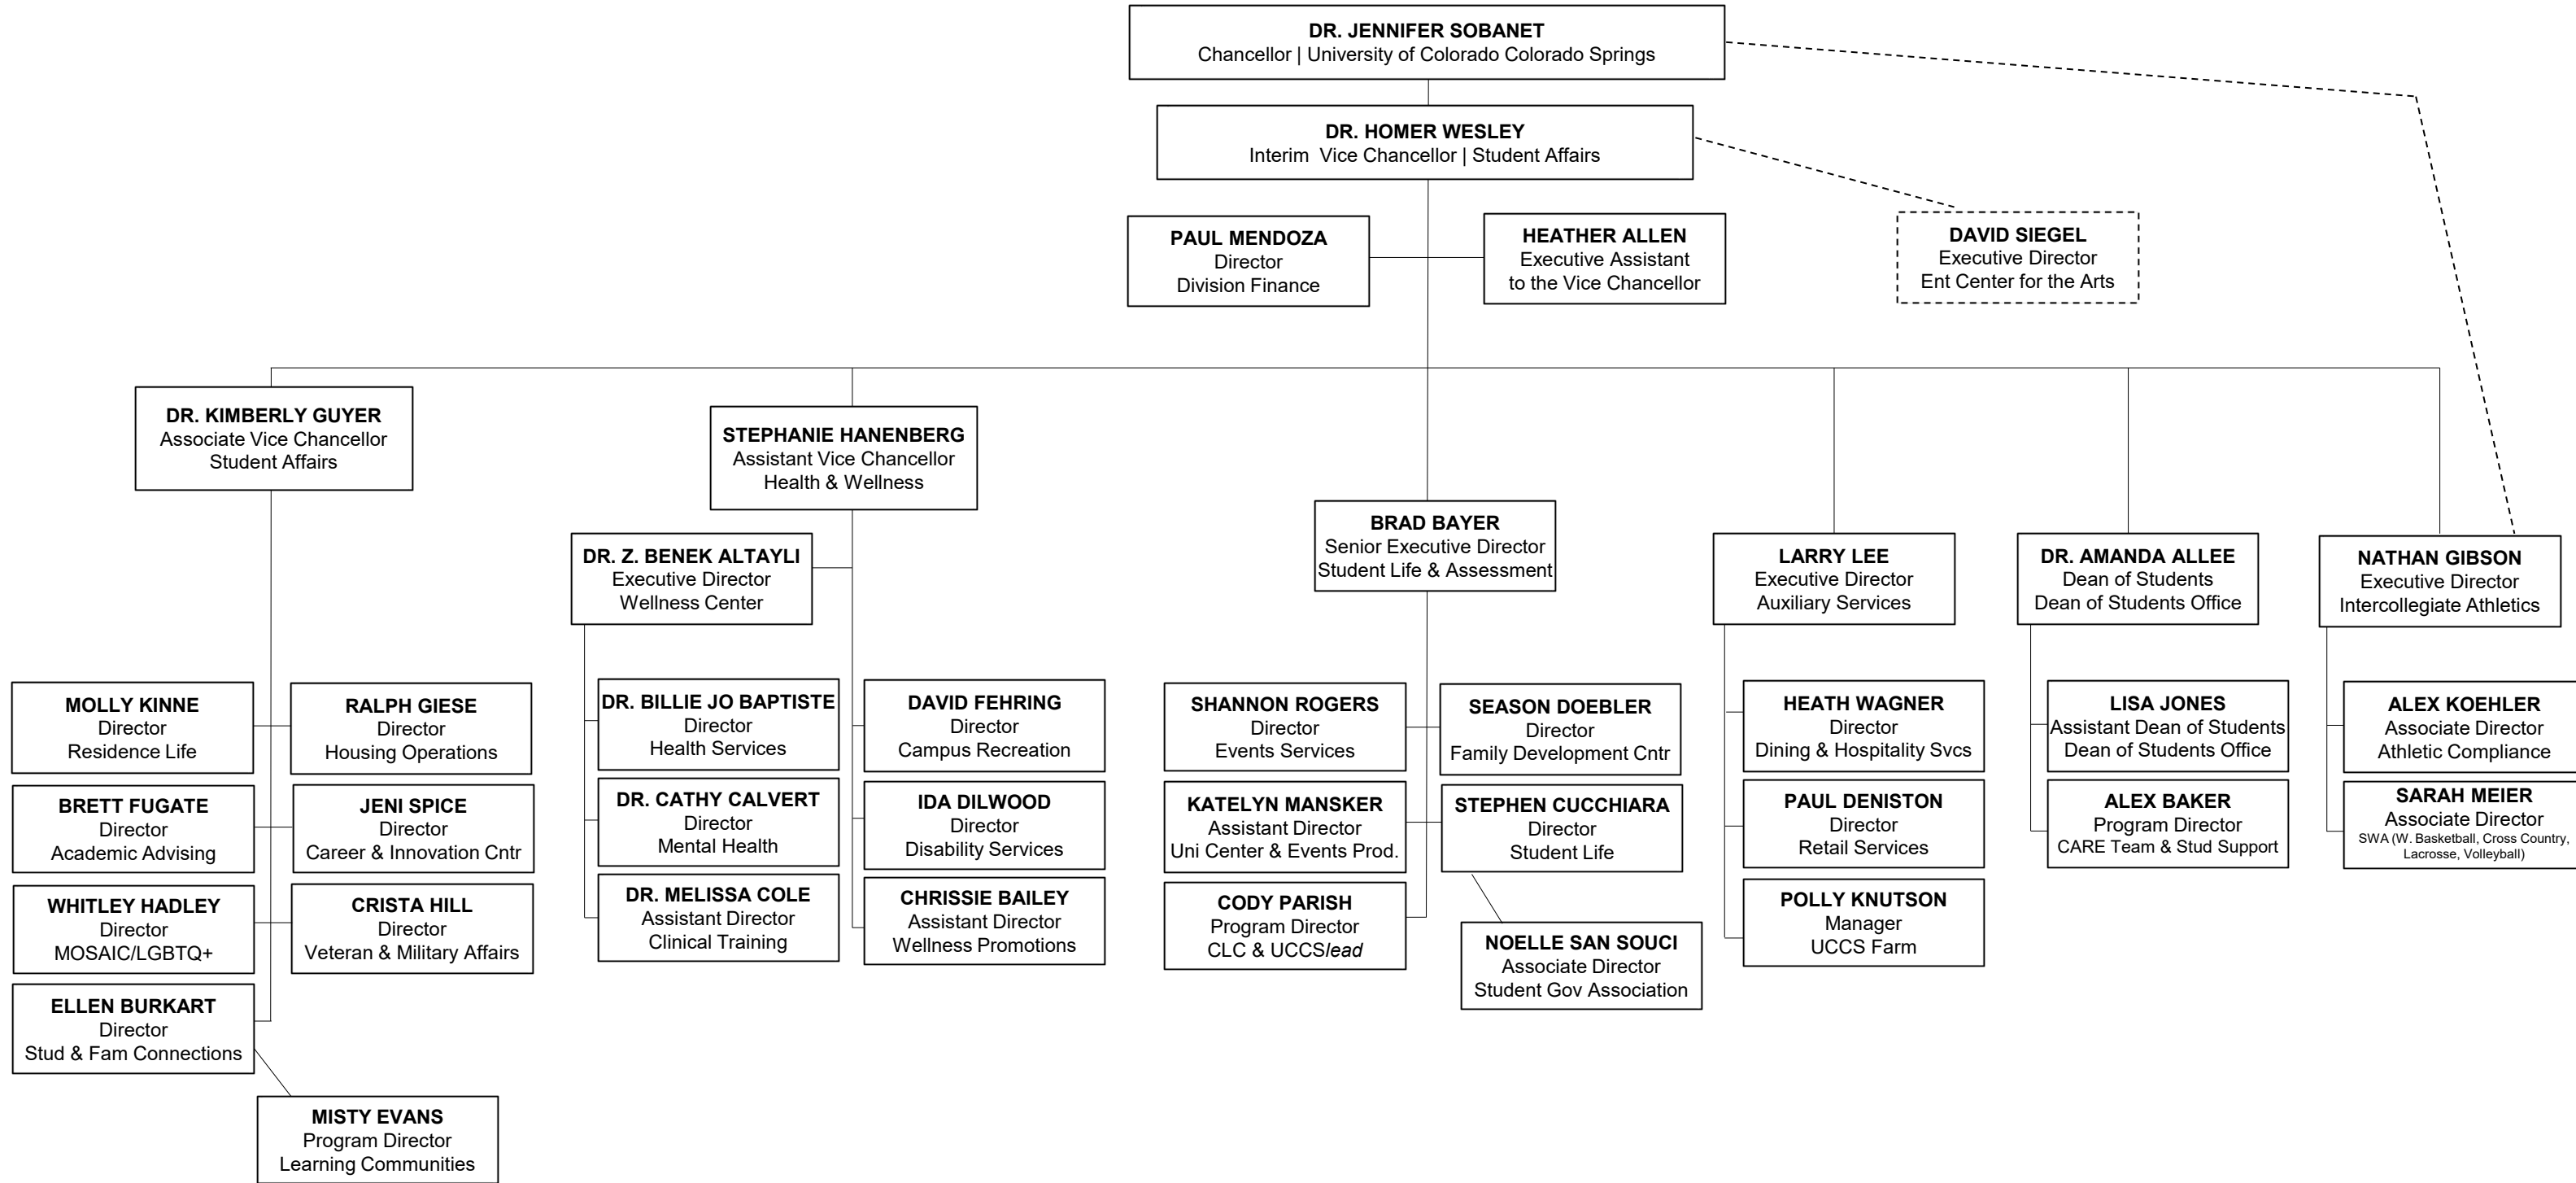 DR. JENNIFER SOBANET
Chancellor | University of Colorado Colorado Springs
DR. HOMER WESLEY
Interim Vice Chancellor | Student Affairs
PAUL MENDOZA
Director
Division Finance
HEATHER ALLEN
Executive Assistant
to the Vice Chancellor
DAVID SIEGEL
Executive Director
Ent Center for the Arts
DR. KIMBERLY GUYER
Associate Vice Chancellor
Student Affairs
STEPHANIE HANENBERG
Assistant Vice Chancellor
Health & Wellness
BRAD BAYER
Senior Executive Director
Student Life & Assessment
DR. Z. BENEK ALTAYLI
Executive Director
Wellness Center
LARRY LEE
Executive Director
Auxiliary Services
DR. AMANDA ALLEE
Dean of Students
Dean of Students Office
NATHAN GIBSON
Executive Director
Intercollegiate Athletics
MOLLY KINNE
Director
Residence Life
RALPH GIESE
Director
Housing Operations
DR. BILLIE JO BAPTISTE
Director
Health Services
DAVID FEHRING
Director
Campus Recreation
SHANNON ROGERS
Director
Events Services
SEASON DOEBLER
Director
Family Development Cntr
HEATH WAGNER
Director
Dining & Hospitality Svcs
LISA JONES
Assistant Dean of Students
Dean of Students Office
ALEX KOEHLER
Associate Director
Athletic Compliance
BRETT FUGATE
Director
Academic Advising
JENI SPICE
Director
Career & Innovation Cntr
DR. CATHY CALVERT
Director
Mental Health
IDA DILWOOD
Director
Disability Services
KATELYN MANSKER
Assistant Director
Uni Center & Events Prod.
STEPHEN CUCCHIARA
Director
Student Life
PAUL DENISTON
Director
Retail Services
ALEX BAKER
Program Director
CARE Team & Stud Support
SARAH MEIER
Associate Director
SWA (W. Basketball, Cross Country,
Lacrosse, Volleyball)
WHITLEY HADLEY
Director
MOSAIC/LGBTQ+
CRISTA HILL
Director
Veteran & Military Affairs
DR. MELISSA COLE
Assistant Director
Clinical Training
CHRISSIE BAILEY
Assistant Director
Wellness Promotions
CODY PARISH
Program Director
CLC & UCCSlead
NOELLE SAN SOUCI
Associate Director
Student Gov Association
POLLY KNUTSON
Manager
UCCS Farm
ELLEN BURKART
Director
Stud & Fam Connections
MISTY EVANS
Program Director
Learning Communities